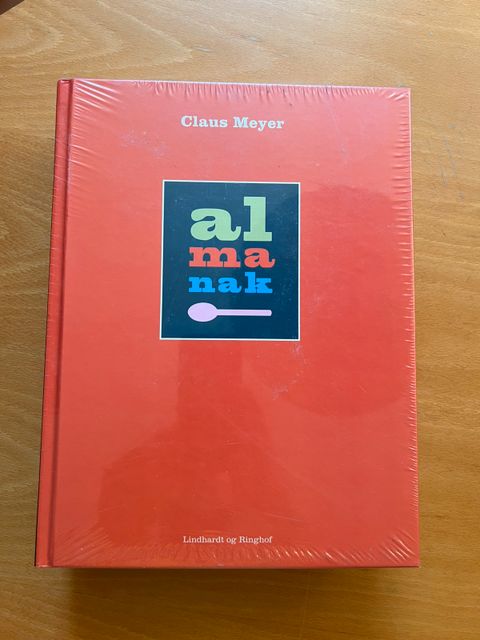 Claus Meyer
al
ma
nak
Lindhardt og Ringhof